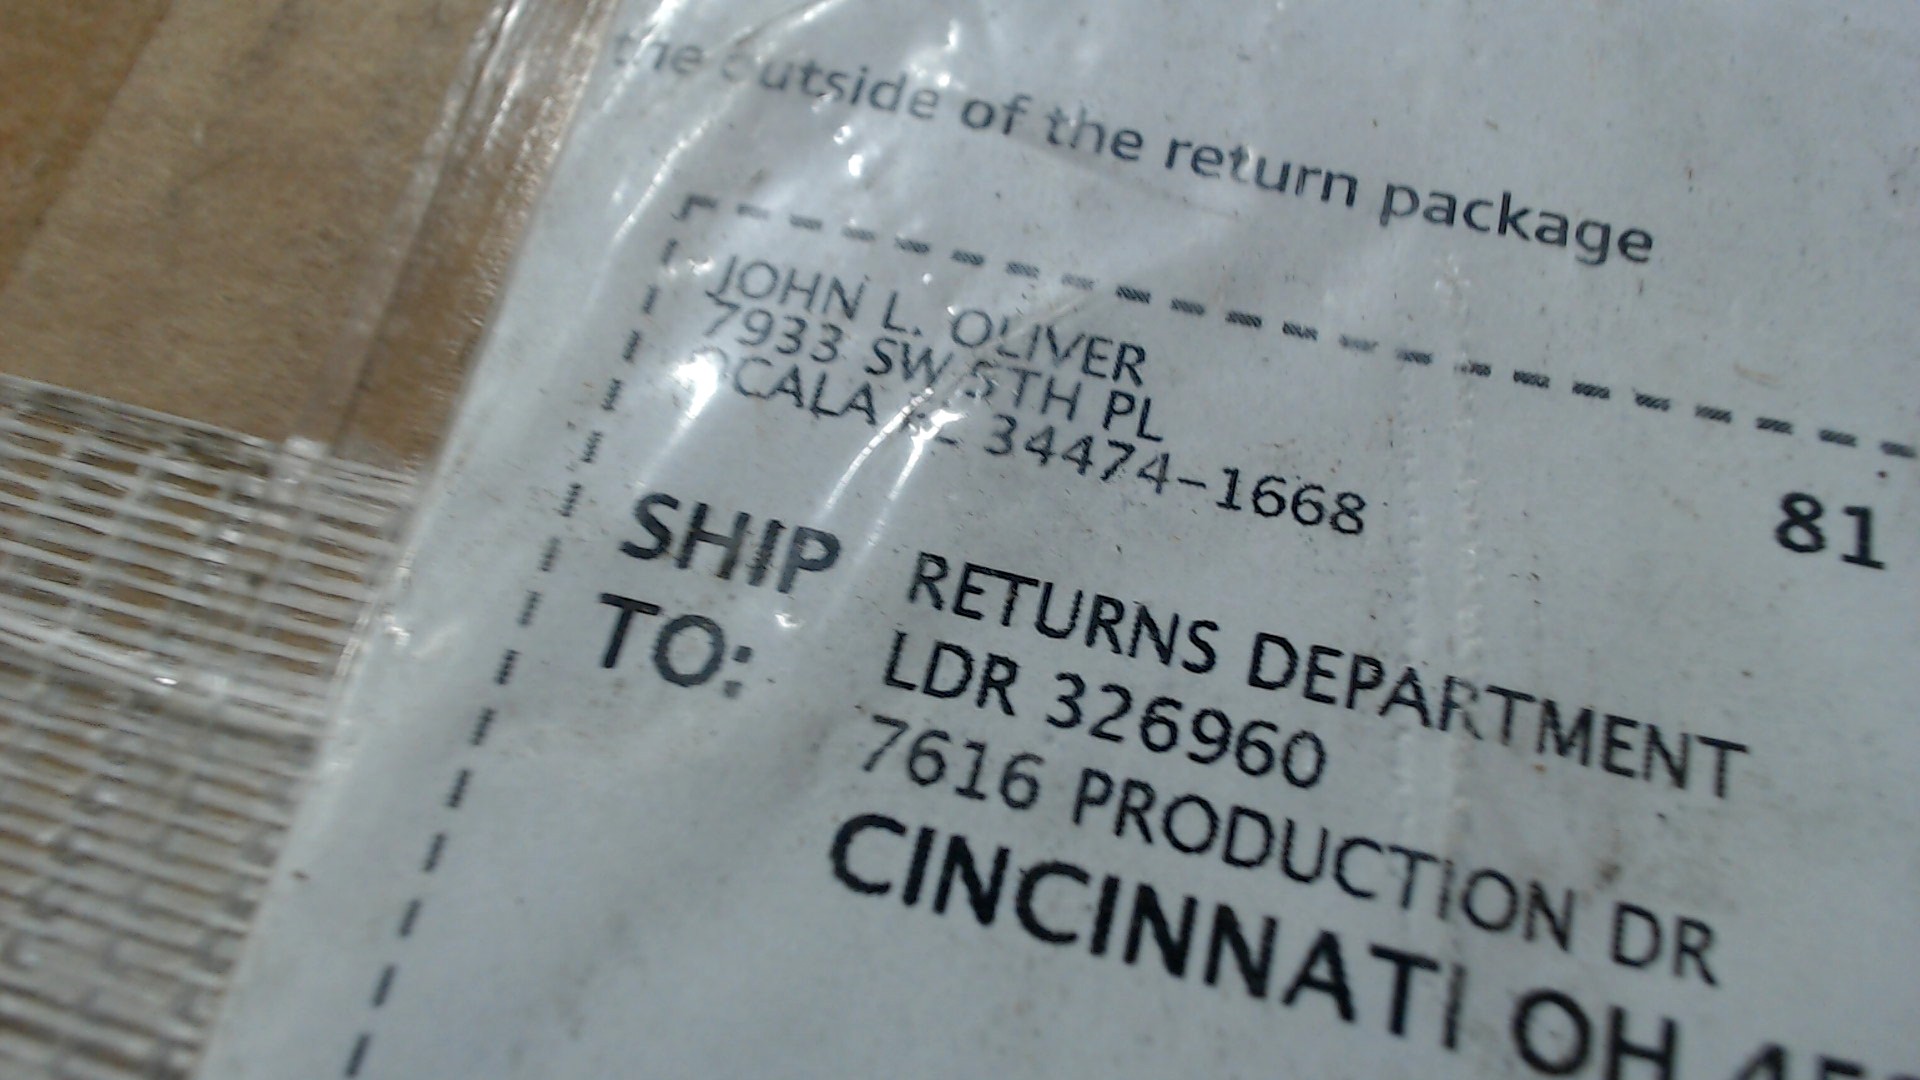 the outside of the return package
JOHN L. OLIVER
7933 SW 5TH PL
OCALA FL 34474-1668
81
SHIP TO:
RETURNS DEPARTMENT
LDR 326960
7616 PRODUCTION DR
CINCINNATI OH